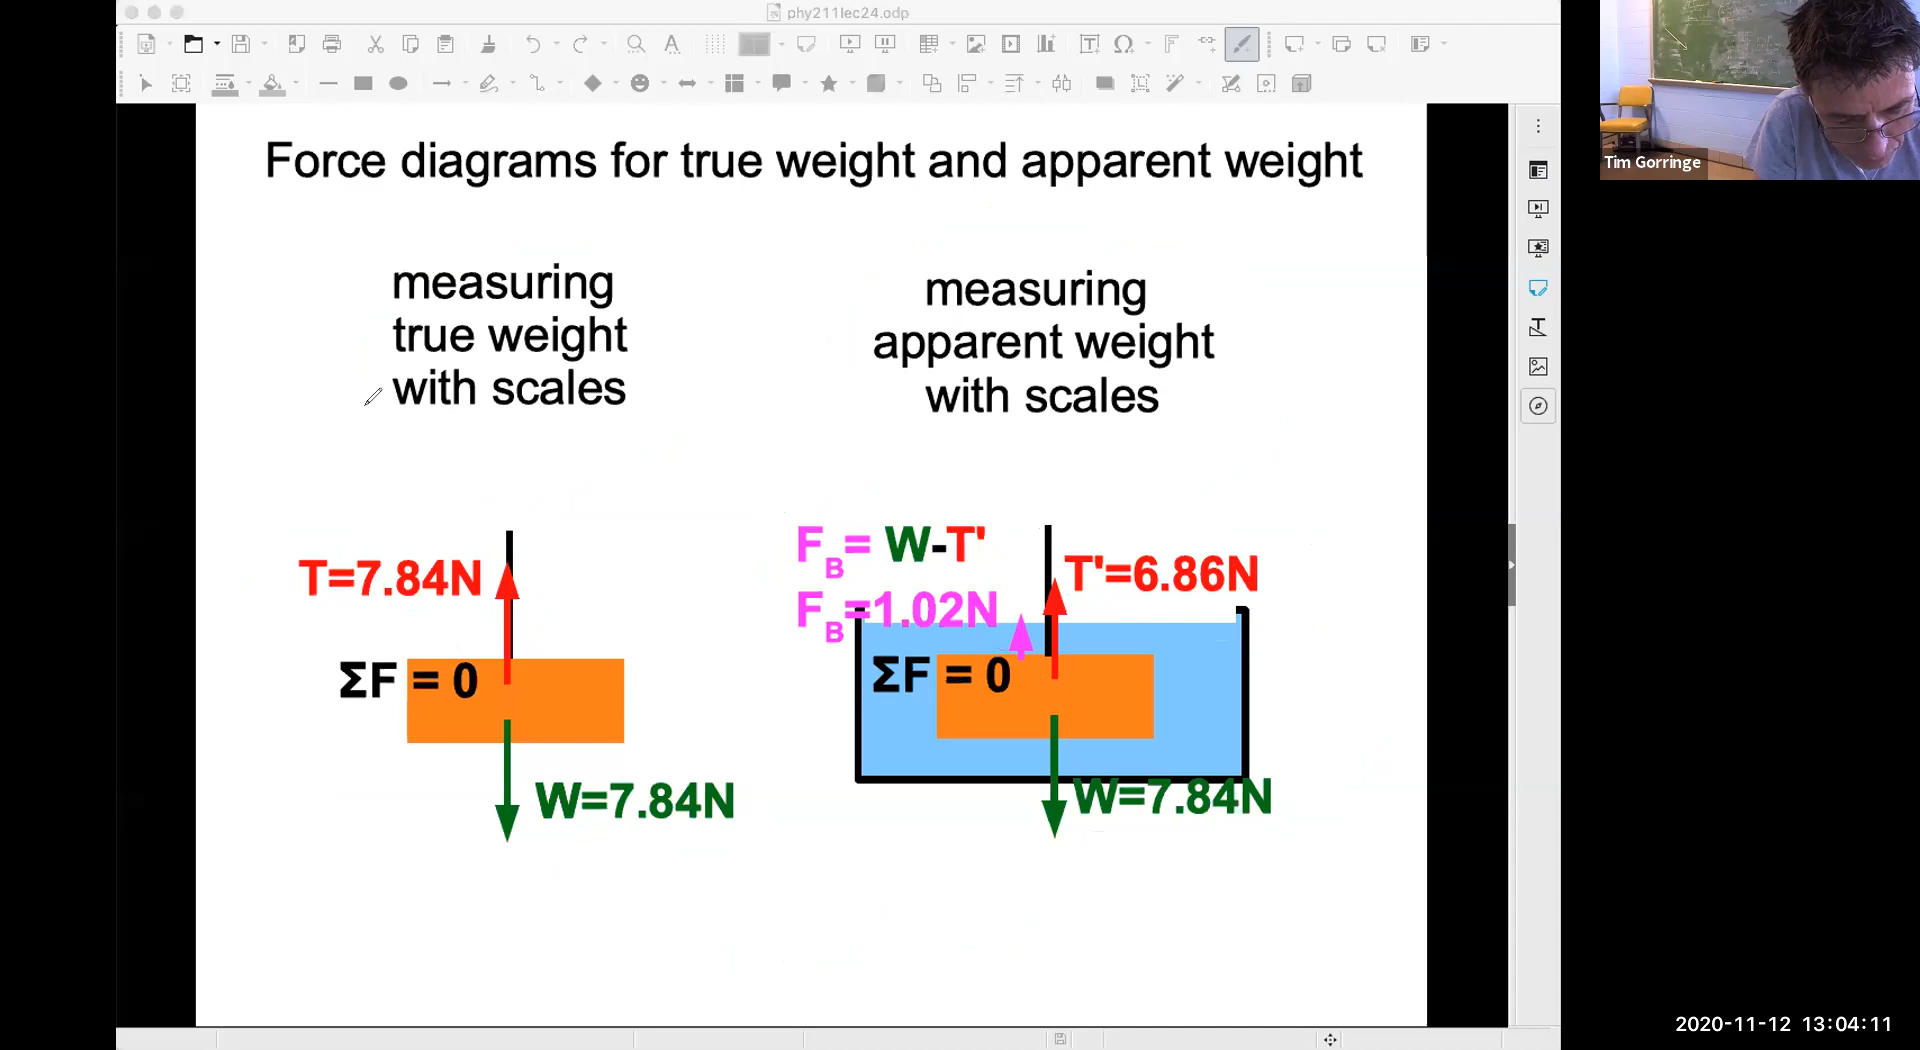 phy211lec24.odp
Force diagrams for true weight and apparent weight
measuring
true weight
with scales
measuring
apparent weight
with scales
T=7.84N
ΣF = 0
W=7.84N
F_B= W-T'
F_B=1.02N
T'=6.86N
ΣF = 0
W=7.84N
Tim Gorringe
2020-11-12 13:04:11